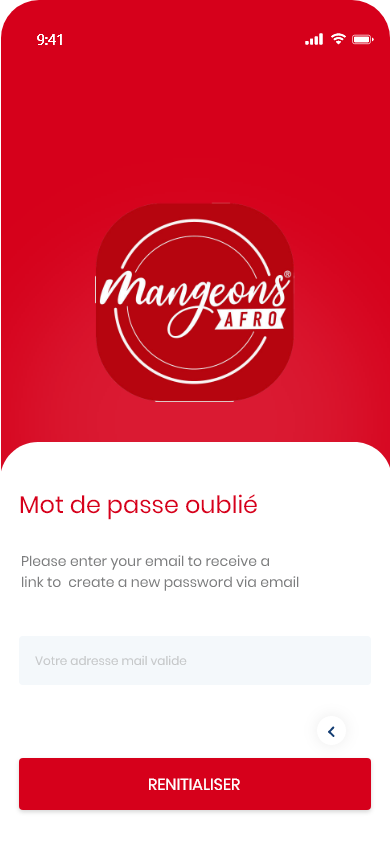 9:41
Mangeons®
AFRO
Mot de passe oublié
Please enter your email to receive a
link to create a new password via email
Votre adresse mail valide
RENITIALISER